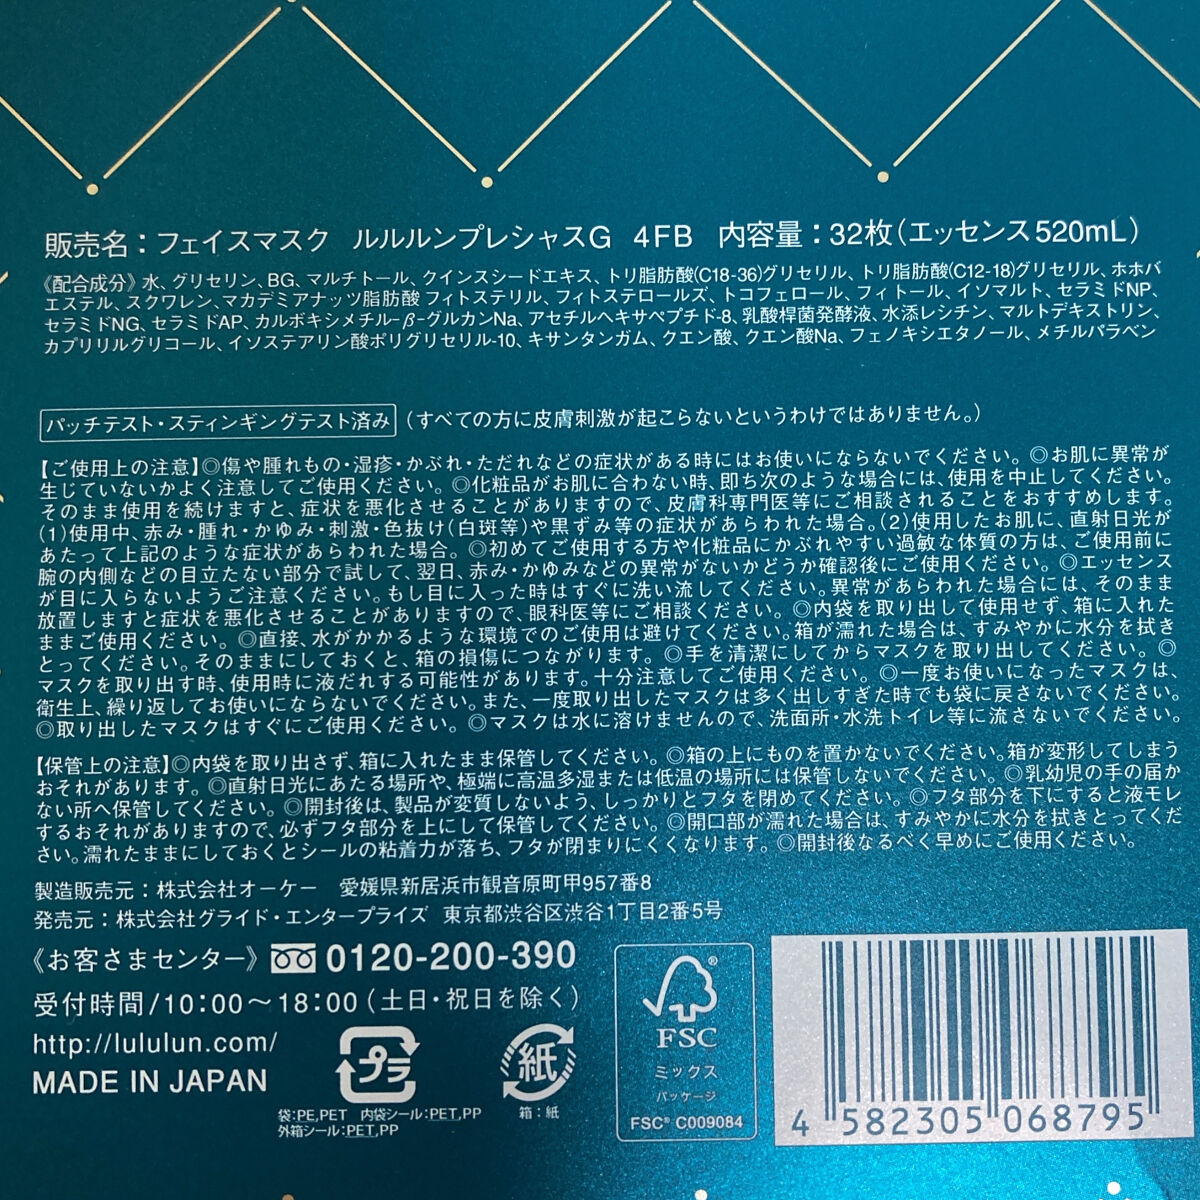 販売名：フェイスマスク ルルルンプレシャスG 4FB 内容量：32枚（エッセンス520mL）
《配合成分》水、グリセリン、BG、マルチトール、クインスシードエキス、トリ脂肪酸(C18-36)グリセリル、トリ脂肪酸(C12-18)グリセリル、ホホバ
エステル、スクワレン、マカデミアナッツ脂肪酸 フィトステリル、フィトステロールズ、トコフェロール、フィトール、イソマルト、セラミドNP、
セラミドNG、セラミドAP、カルボキシメチル-β-グルカンNa、アセチルヘキサペプチド-8、乳酸桿菌発酵液、水添レシチン、マルトデキストリン、
カプリリルグリコール、イソステアリン酸ポリグリセリル-10、キサンタンガム、クエン酸、クエン酸Na、フェノキシエタノール、メチルパラベン
パッチテスト・スティンギングテスト済み（すべての方に皮膚刺激が起こらないというわけではありません。）
【ご使用上の注意】◎傷や腫れもの・湿疹・かぶれ・ただれなどの症状がある時にはお使いにならないでください。◎お肌に異常が
生じていないかよく注意してご使用ください。◎化粧品がお肌に合わない時、即ち次のような場合には、使用を中止してください。
そのまま使用を続けますと、症状を悪化させることがありますので、皮膚科専門医等にご相談されることをおすすめします。
(1)使用中、赤み・腫れ・かゆみ・刺激・色抜け(白斑等)や黒ずみ等の症状があらわれた場合。(2)使用したお肌に、直射日光が
あたって上記のような症状があらわれた場合。◎初めてご使用する方や化粧品にかぶれやすい過敏な体質の方は、ご使用前に
腕の内側などの目立たない部分で試して、翌日、赤み・かゆみなどの異常がないかどうか確認後にご使用ください。◎エッセンス
が目に入らないようご注意ください。もし目に入った時はすぐに洗い流してください。異常があらわれた場合には、そのまま
放置しますと症状を悪化させることがありますので、眼科医等にご相談ください。◎内袋を取り出して使用せず、箱に入れた
ままご使用ください。◎直接、水がかかるような環境でのご使用は避けてください。箱が濡れた場合は、すみやかに水分を拭き
とってください。そのままにしておくと、箱の損傷につながります。◎手を清潔にしてからマスクを取り出してください。◎
マスクを取り出す時、使用時に液だれする可能性があります。十分注意してご使用ください。◎一度お使いになったマスクは、
衛生上、繰り返してお使いにならないでください。また、一度取り出したマスクは多く出しすぎた時でも袋に戻さないでください。
◎取り出したマスクはすぐにご使用ください。◎マスクは水に溶けませんので、洗面所・水洗トイレ等に流さないでください。
【保管上の注意】◎内袋を取り出さず、箱に入れたまま保管してください。◎箱の上にものを置かないでください。箱が変形してしまう
おそれがあります。◎直射日光にあたる場所や、極端に高温多湿または低温の場所には保管しないでください。◎乳幼児の手の届か
ない所へ保管してください。◎開封後は、製品が変質しないよう、しっかりとフタを閉めてください。◎フタ部分を下にすると液モレ
するおそれがありますので、必ずフタ部分を上にして保管してください。◎開口部が濡れた場合は、すみやかに水分を拭きとってくだ
さい。濡れたままにしておくとシールの粘着力が落ち、フタが閉まりにくくなります。◎開封後なるべく早めにご使用ください。
製造販売元：株式会社オーケー 愛媛県新居浜市観音原町甲957番8
発売元：株式会社グライド・エンタープライズ 東京都渋谷区渋谷1丁目2番5号
《お客さまセンター》 0120-200-390
受付時間/10：00～18：00（土日・祝日を除く）
http://lululun.com/
MADE IN JAPAN
プラ
袋：PE,PET 内袋シール：PET,PP
外箱シール：PET,PP
紙
箱：紙
®
FSC
ミックス
パッケージ
FSC® C009084
4 582305 068795